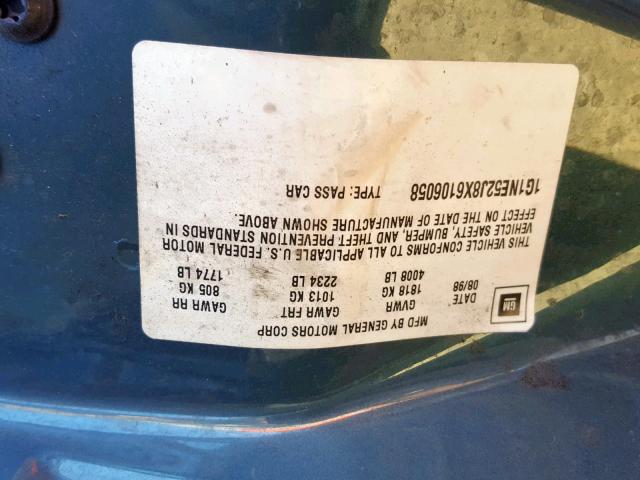 GM
MFD BY GENERAL MOTORS CORP
DATE GVWR GAWR FRT GAWR RR
08/98 1818 KG 1013 KG 805 KG
4008 LB 2234 LB 1774 LB
THIS VEHICLE CONFORMS TO ALL APPLICABLE U.S. FEDERAL MOTOR
VEHICLE SAFETY, BUMPER, AND THEFT PREVENTION STANDARDS IN
EFFECT ON THE DATE OF MANUFACTURE SHOWN ABOVE.
1G1NE52J8X6106058 TYPE: PASS CAR